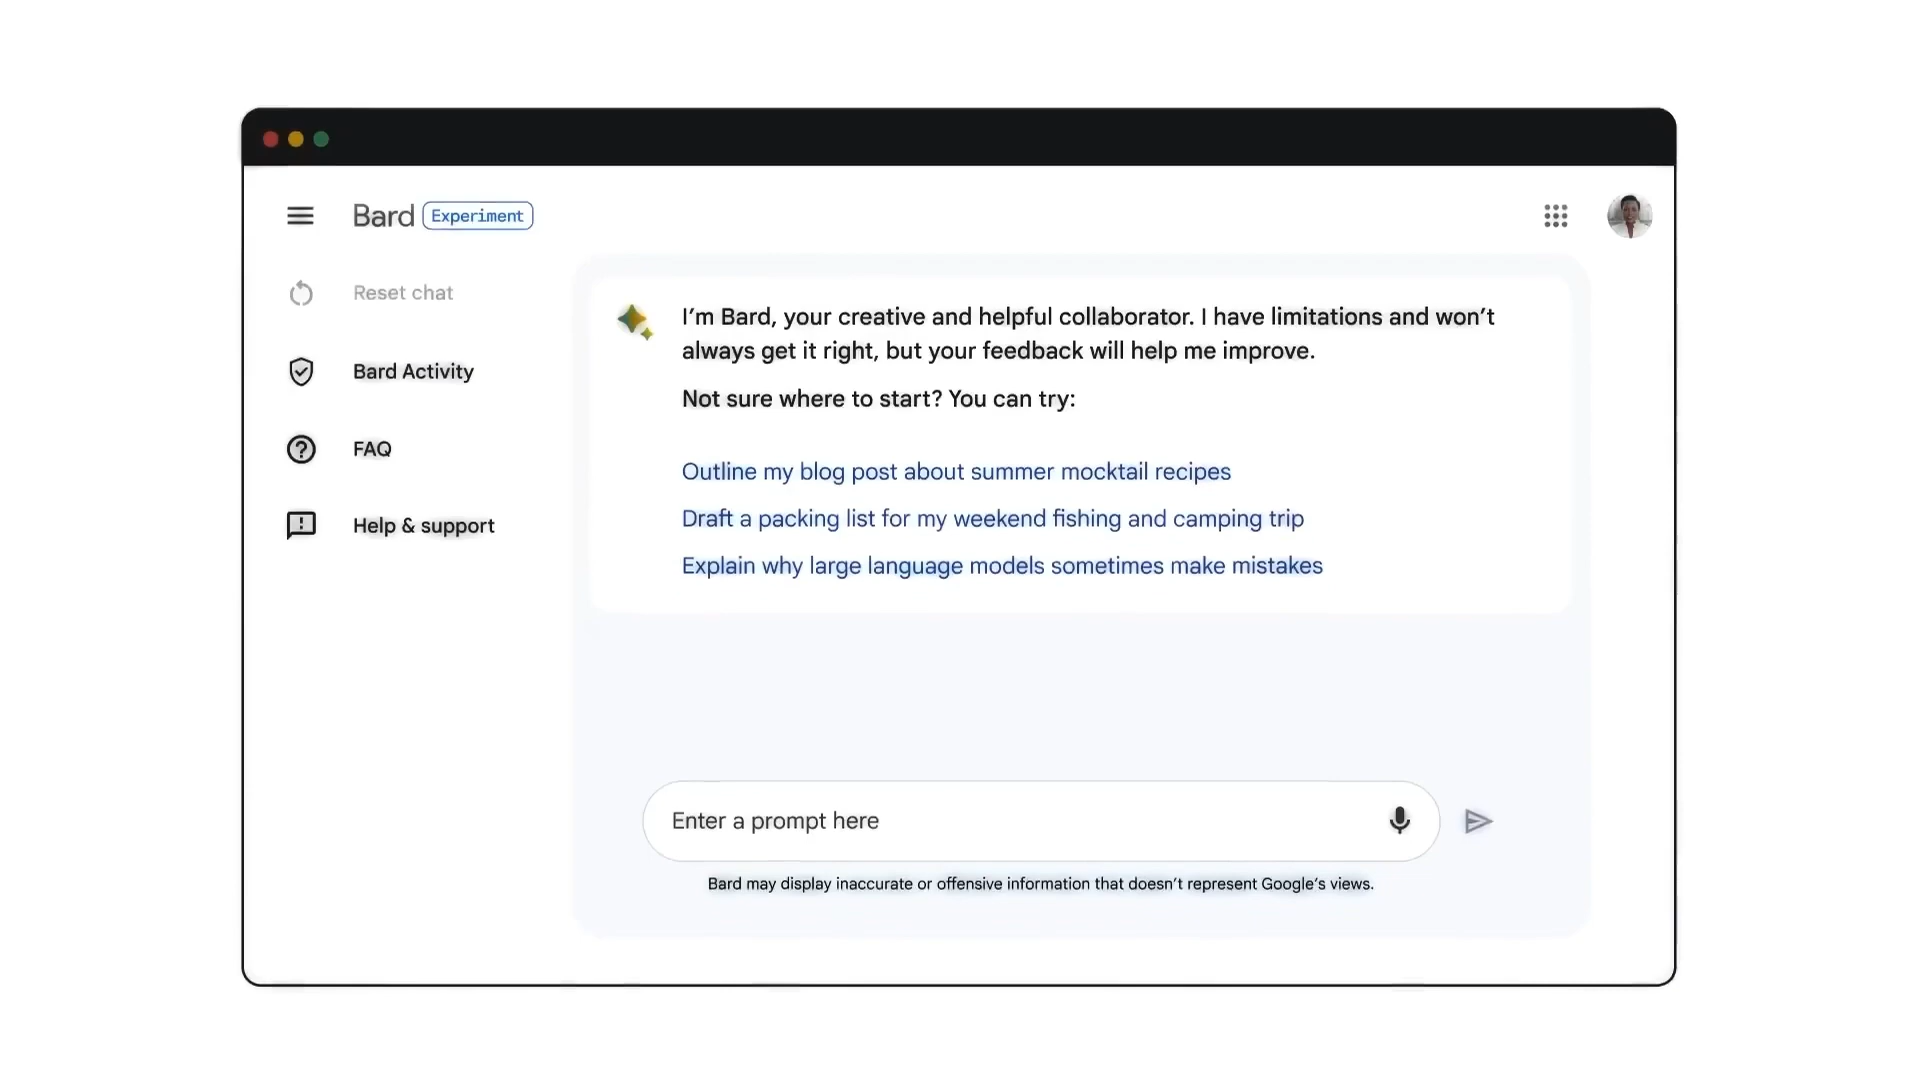 Bard Experiment
Reset chat
Bard Activity
FAQ
Help & support
I’m Bard, your creative and helpful collaborator. I have limitations and won’t
always get it right, but your feedback will help me improve.
Not sure where to start? You can try:
Outline my blog post about summer mocktail recipes
Draft a packing list for my weekend fishing and camping trip
Explain why large language models sometimes make mistakes
Enter a prompt here
Bard may display inaccurate or offensive information that doesn’t represent Google’s views.